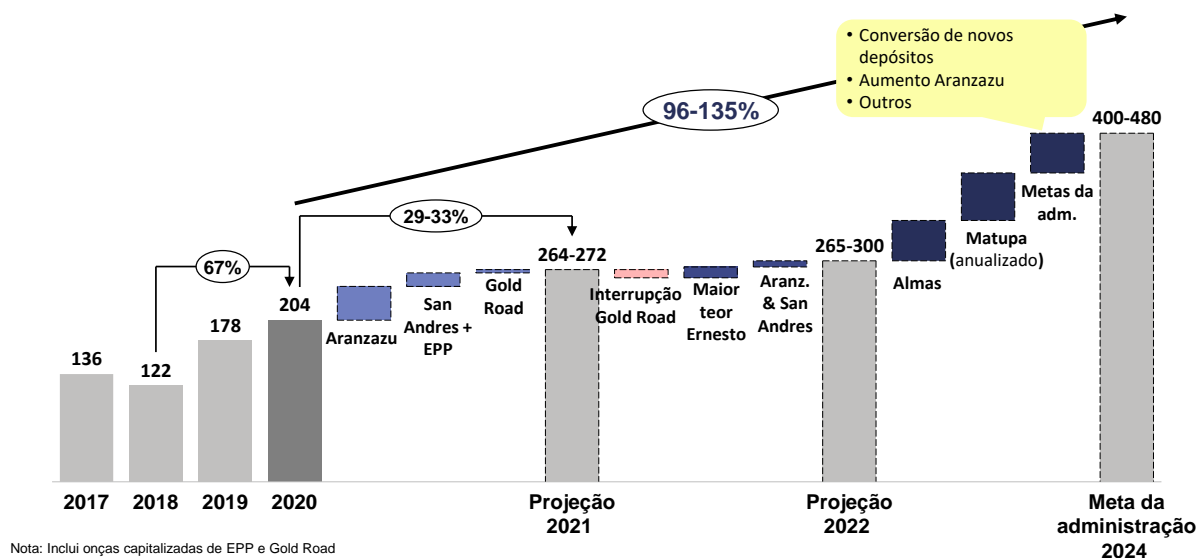 • Conversão de novos
depósitos
• Aumento Aranzazu
• Outros
96-135%
400-480
29-33%
264-272
265-300
67%
204
178
136
122
Aranzazu
San
Andres +
EPP
Gold
Road
Interrupção
Gold Road
Maior
teor
Ernesto
Aranz.
& San
Andres
Almas
Matupa
(anualizado)
Metas da
adm.
2017
2018
2019
2020
Projeção
2021
Projeção
2022
Meta da
administração
2024
Nota: Inclui onças capitalizadas de EPP e Gold Road